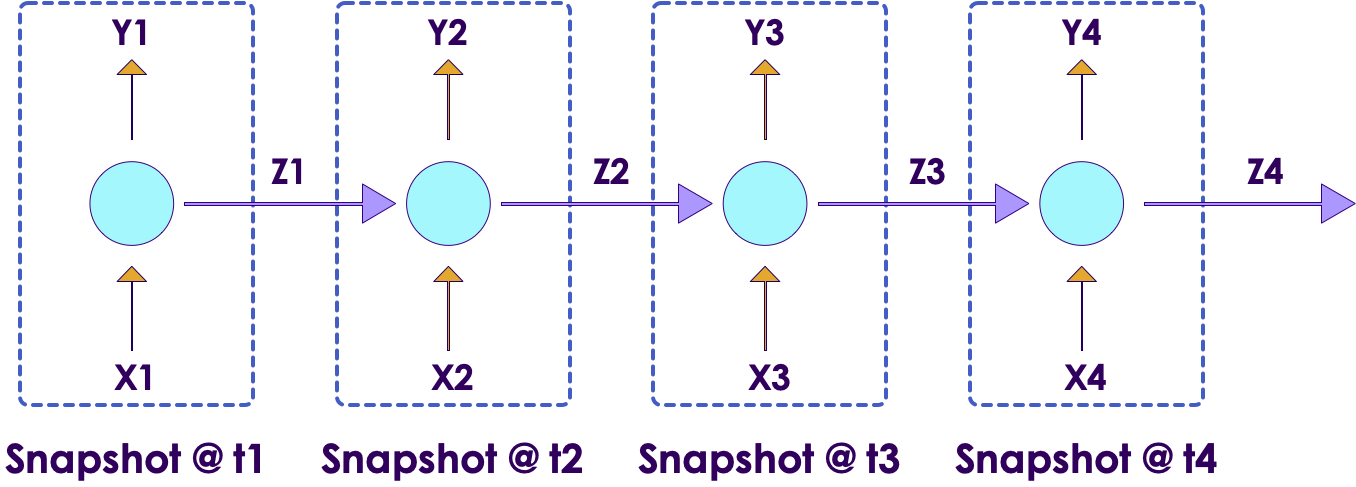 Y1 Y2 Y3 Y4
Z1 Z2 Z3 Z4
X1 X2 X3 X4
Snapshot @ t1 Snapshot @ t2 Snapshot @ t3 Snapshot @ t4